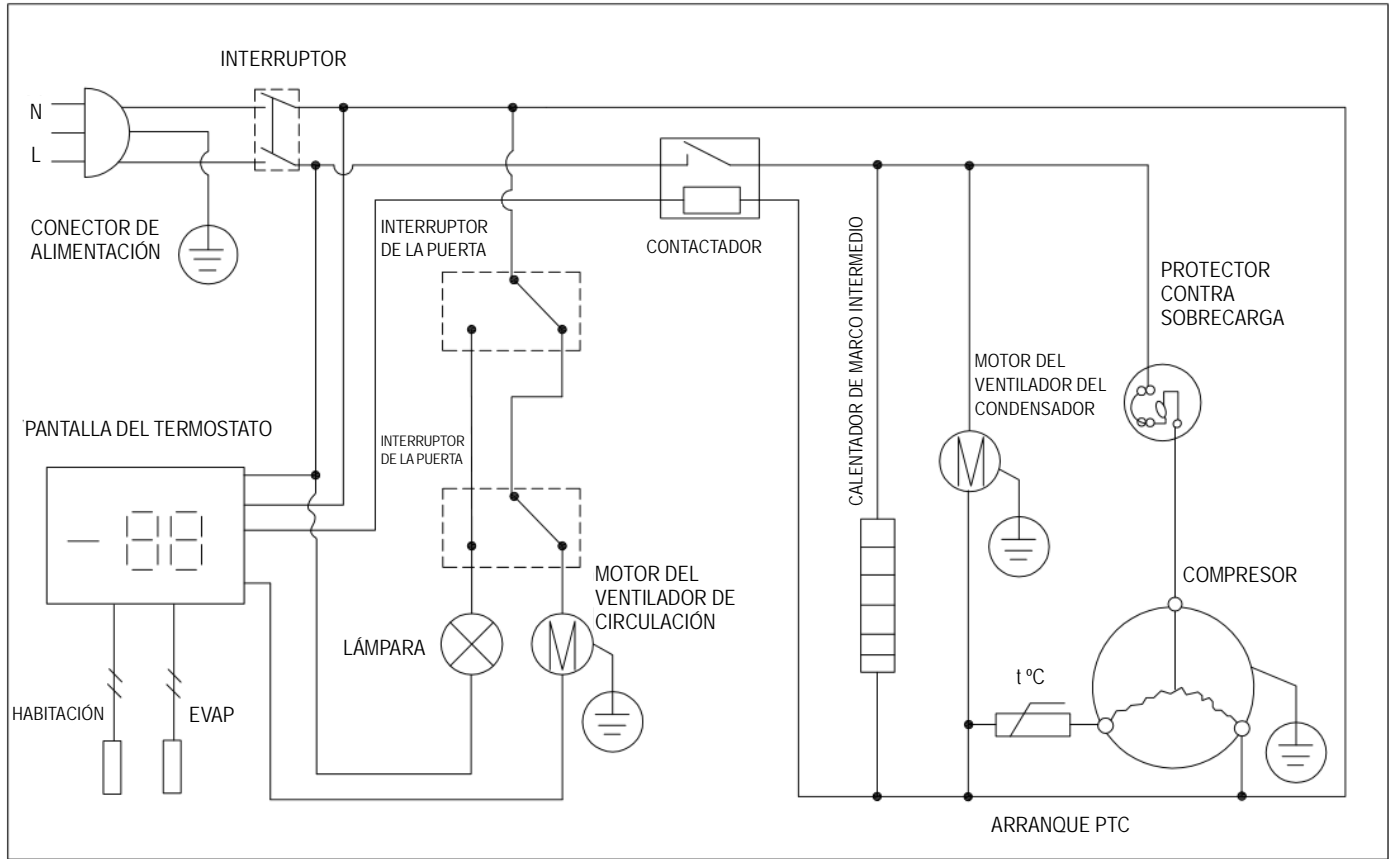 INTERRUPTOR
N
L
CONECTOR DE
ALIMENTACIÓN
INTERRUPTOR
DE LA PUERTA
CONTACTADOR
CALENTADOR DE MARCO INTERMEDIO
PROTECTOR
CONTRA
SOBRECARGA
MOTOR DEL
VENTILADOR DEL
CONDENSADOR
PANTALLA DEL TERMOSTATO
INTERRUPTOR
DE LA PUERTA
M
COMPRESOR
MOTOR DEL
VENTILADOR DE
CIRCULACIÓN
LÁMPARA
M
t ºC
HABITACIÓN
EVAP
ARRANQUE PTC